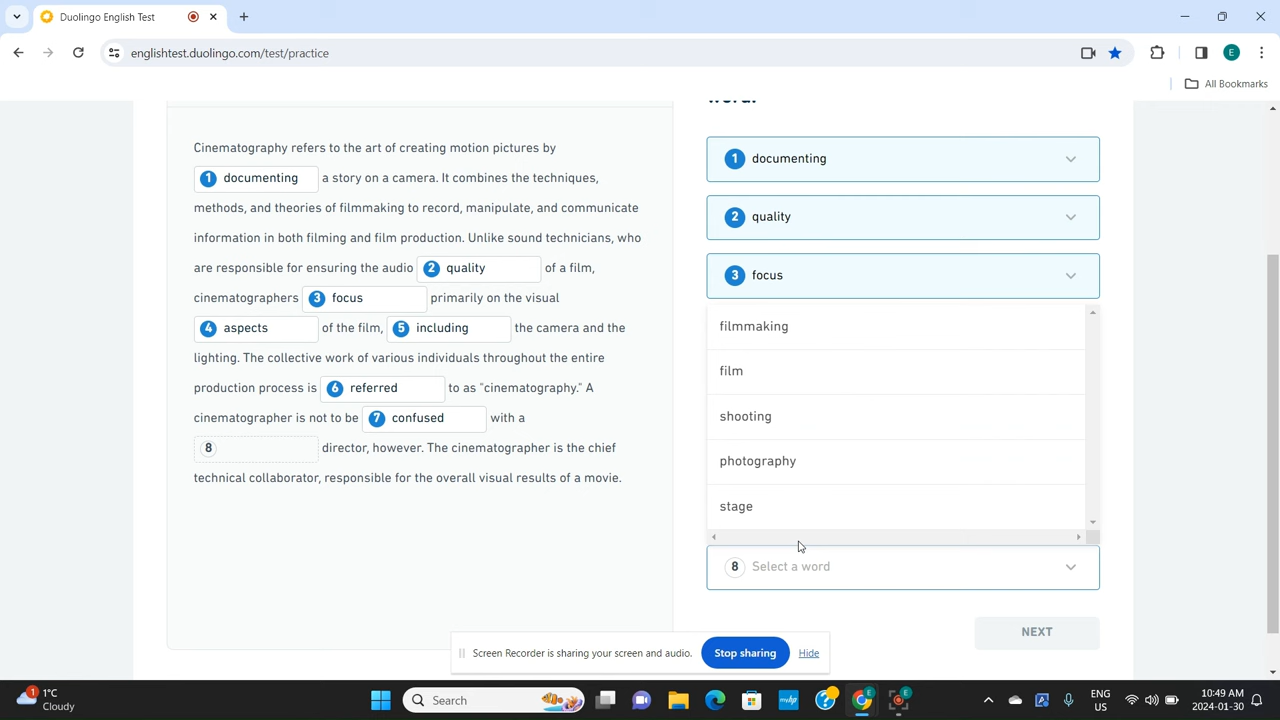 Duolingo English Test
englishtest.duolingo.com/test/practice
E
All Bookmarks
Cinematography refers to the art of creating motion pictures by
1 documenting a story on a camera. It combines the techniques,
methods, and theories of filmmaking to record, manipulate, and communicate
information in both filming and film production. Unlike sound technicians, who
are responsible for ensuring the audio 2 quality of a film,
cinematographers 3 focus primarily on the visual
4 aspects of the film, 5 including the camera and the
lighting. The collective work of various individuals throughout the entire
production process is 6 referred to as "cinematography." A
cinematographer is not to be 7 confused with a
8 director, however. The cinematographer is the chief
technical collaborator, responsible for the overall visual results of a movie.
word.
1 documenting
2 quality
3 focus
filmmaking
film
shooting
photography
stage
8 Select a word
NEXT
Screen Recorder is sharing your screen and audio. Stop sharing Hide
1
1°C
Cloudy
Search
ENG
US
10:49 AM
2024-01-30